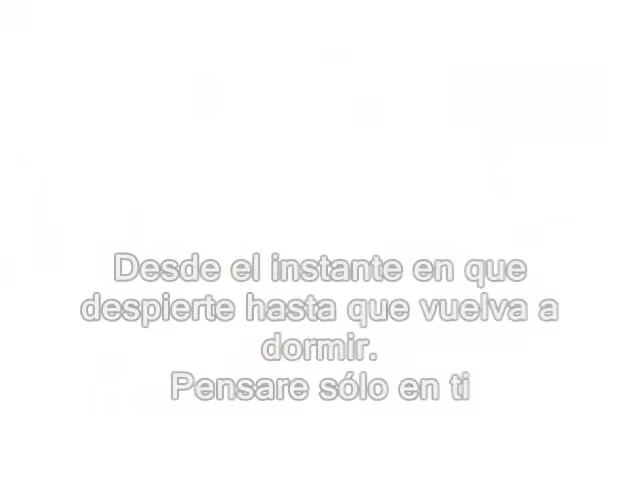 Desde el instante en que
despierte hasta que vuelva a
dormir.
Pensare sólo en ti